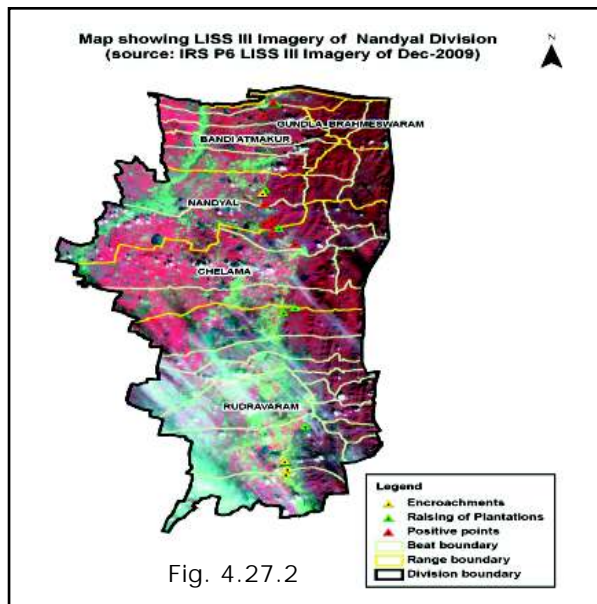 Map showing LISS III Imagery of Nandyal Division
(source: IRS P6 LISS III Imagery of Dec-2009)
N
GUNDLA BRAHMESWARAM
BANDI ATMAKUR
NANDYAL
CHELAMA
RUDRAVARAM
Legend
Encroachments
Raising of Plantations
Positive points
Beat boundary
Range boundary
Division boundary
Fig. 4.27.2